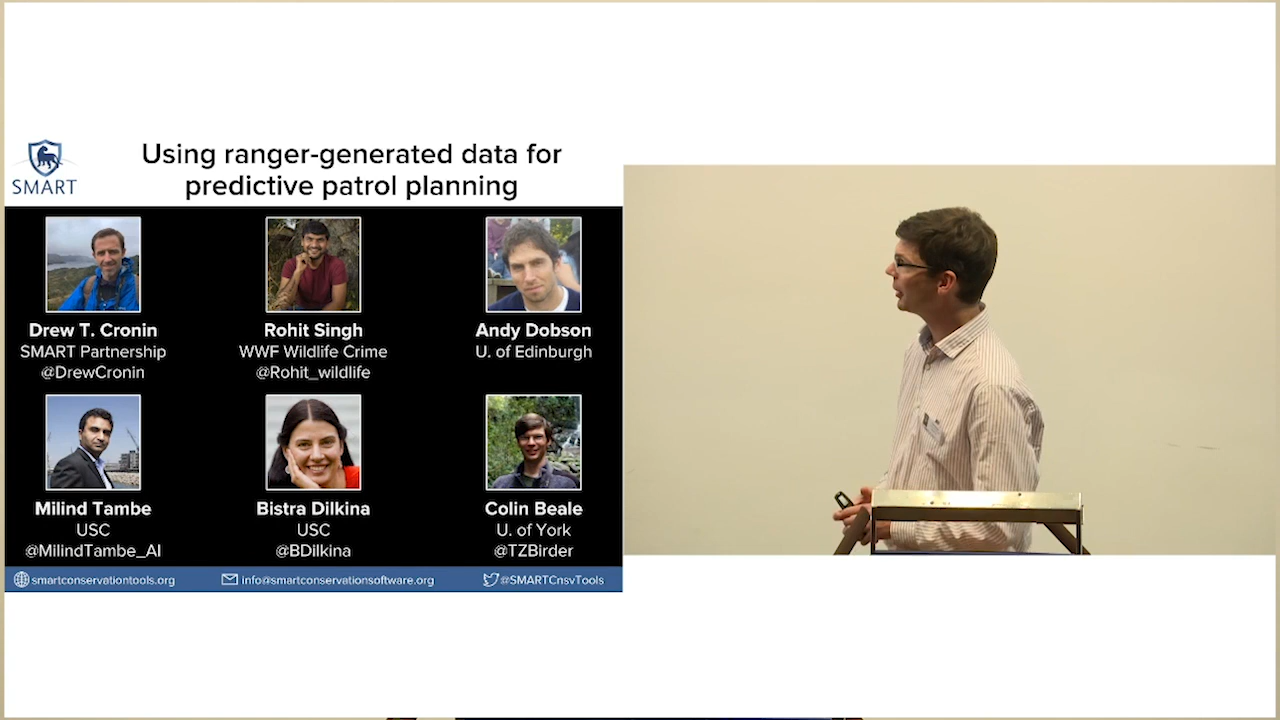 SMART
Using ranger-generated data for
predictive patrol planning
Drew T. Cronin
SMART Partnership
@DrewCronin
Rohit Singh
WWF Wildlife Crime
@Rohit_wildlife
Andy Dobson
U. of Edinburgh
Milind Tambe
USC
@MilindTambe_AI
Bistra Dilkina
USC
@BDilkina
Colin Beale
U. of York
@TZBirder
smartconservationtools.org
info@smartconservationsoftware.org
@SMARTCnsvTools